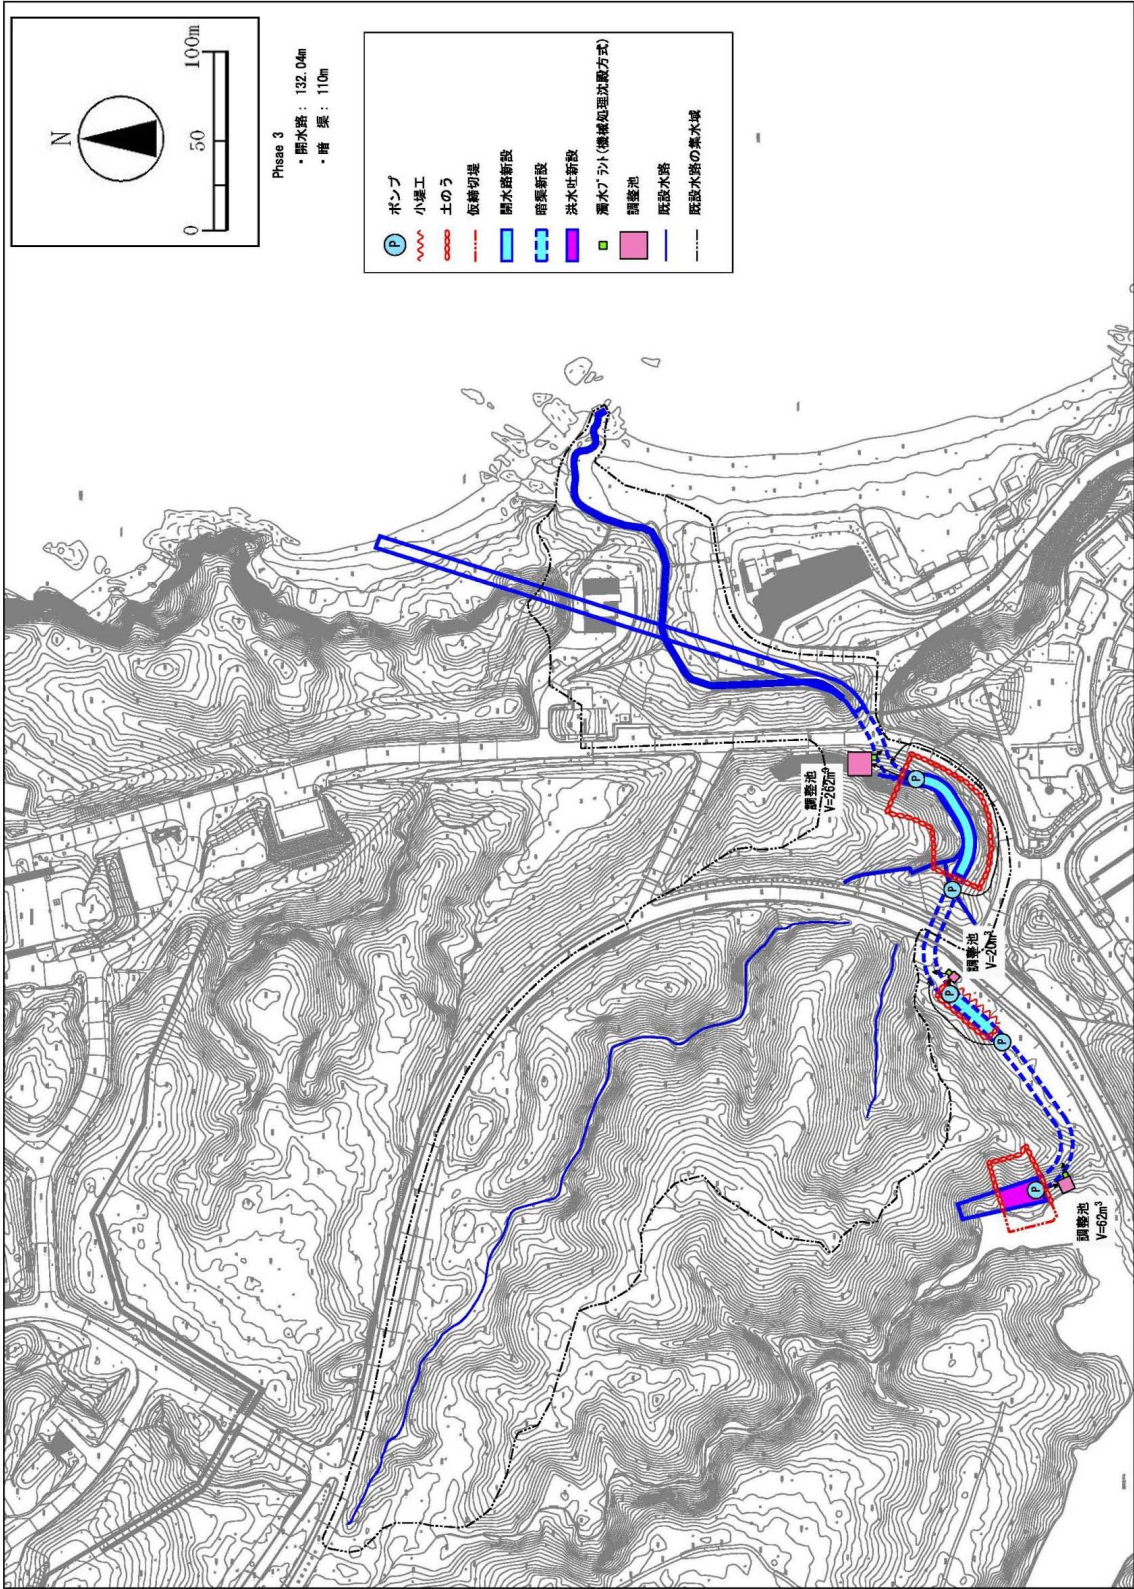 N
0
50
100m
Phsae 3
・開水路：132.04m
・暗　渠：110m
P ポンプ
小堤工
土のう
仮締切堤
開水路新設
暗渠新設
洪水吐新設
濁水プラント(機械処理沈殿方式)
調整池
既設水路
既設水路の集水域
調整池
V=262m³
P
P
調整池
V=20m³
P
P
P
調整池
V=62m³